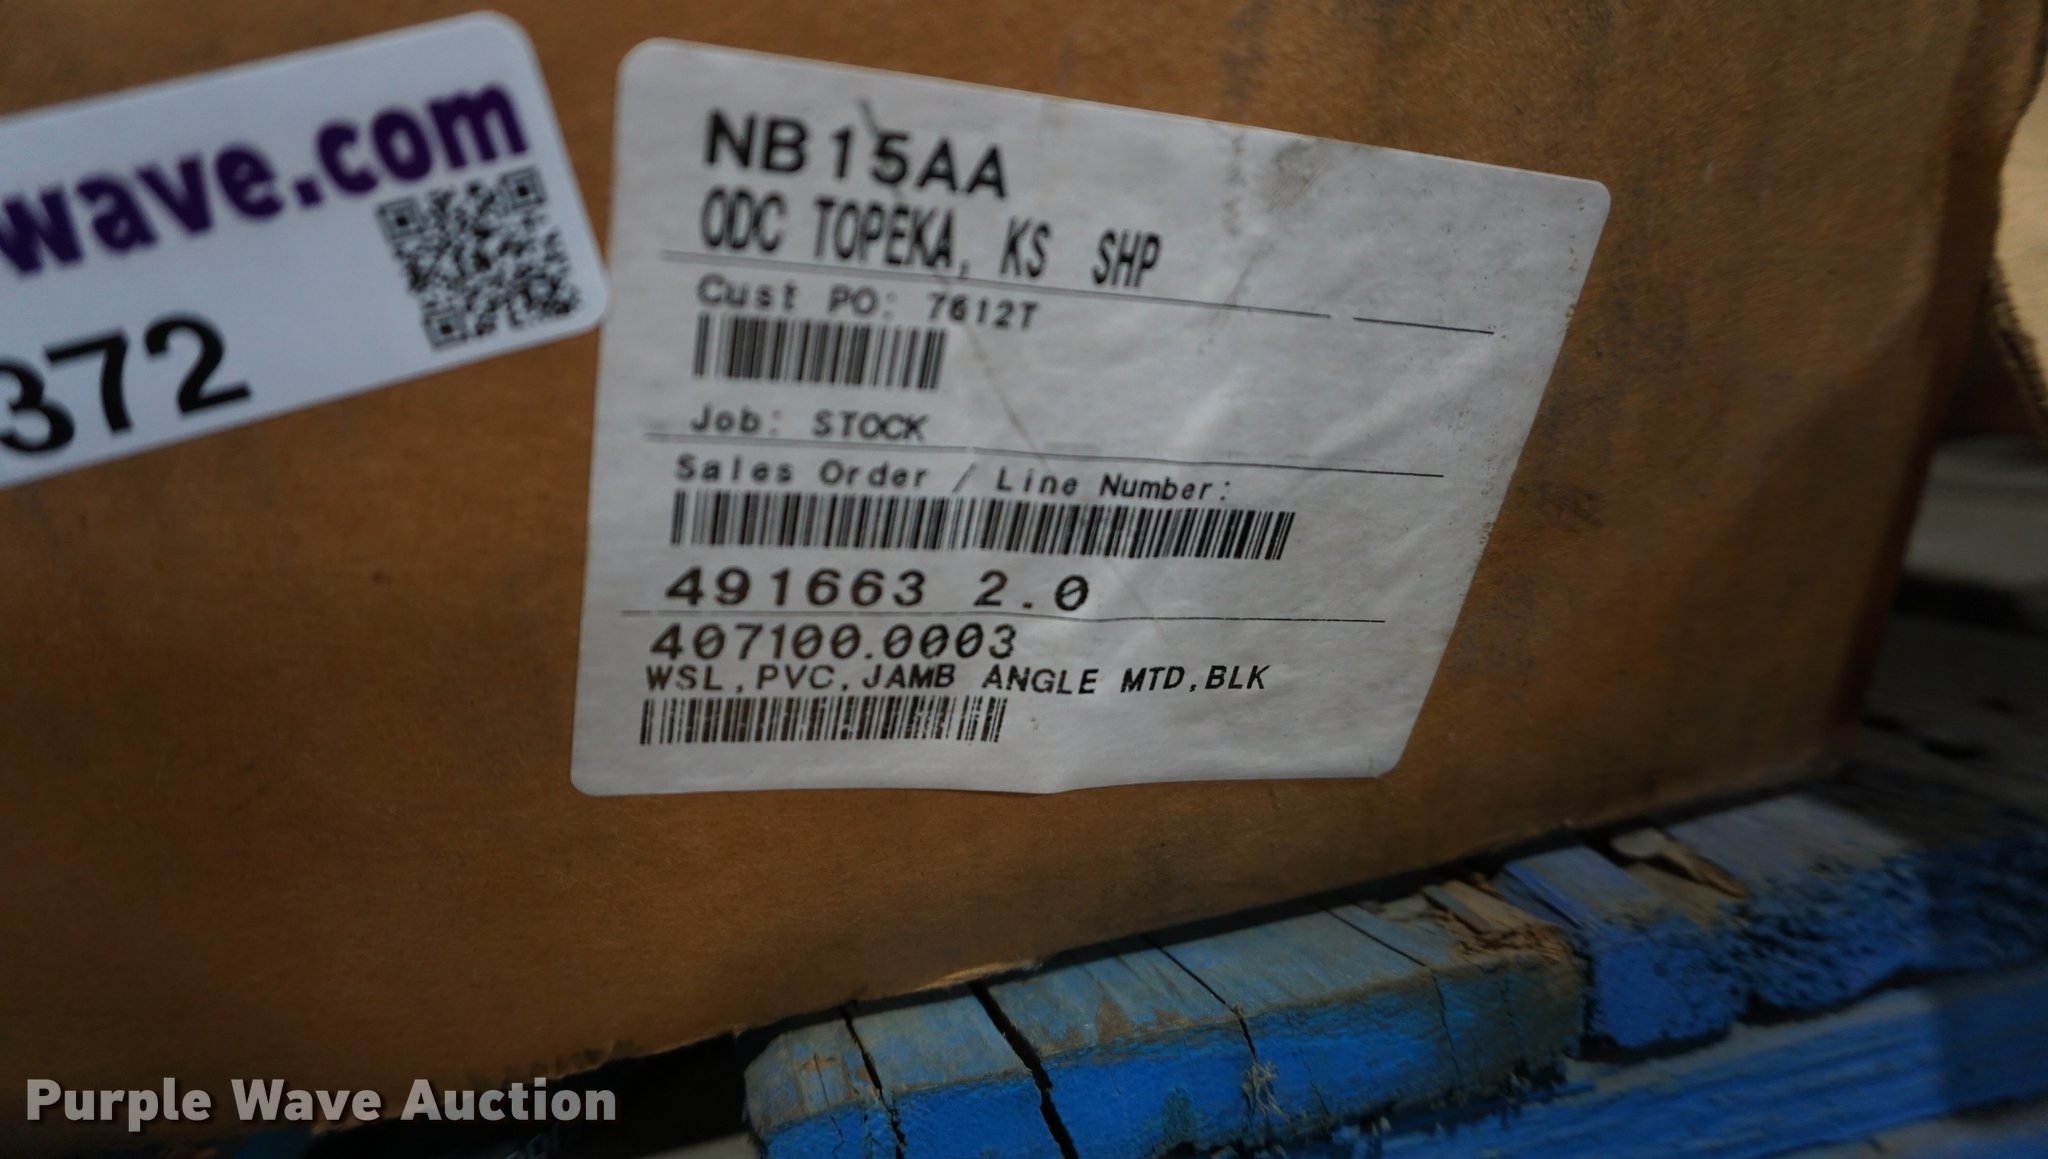 wave.com
372
NB15AA
ODC TOPEKA, KS SHP
Cust PO: 7612T
Job: STOCK
Sales Order / Line Number:
491663 2.0
407100.0003
WSL,PVC,JAMB ANGLE MTD,BLK
Purple Wave Auction